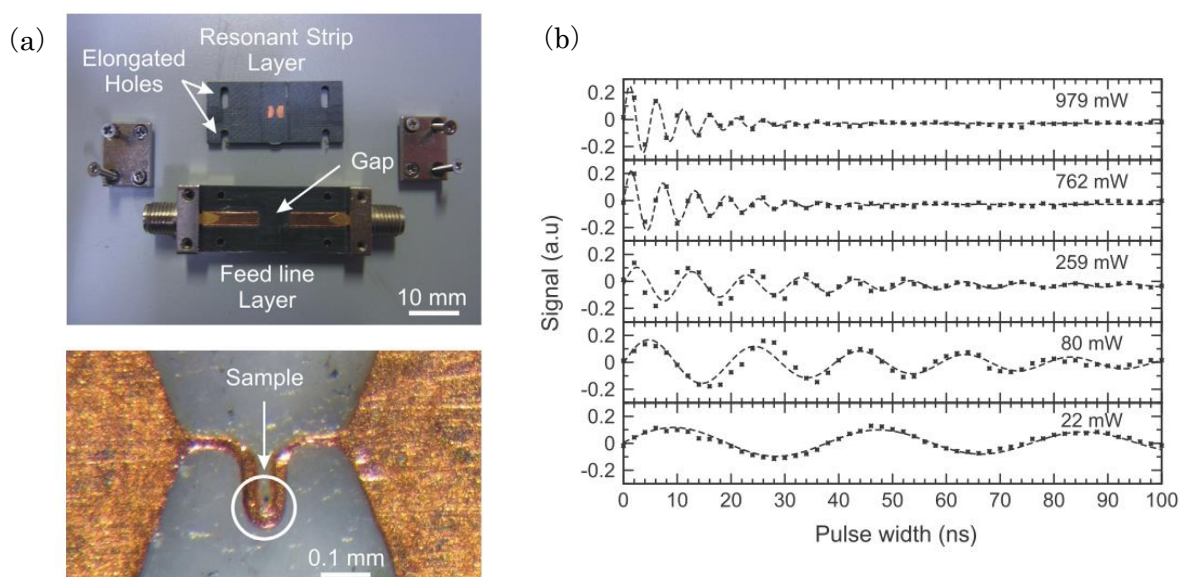 (a)
Resonant Strip
Layer
Elongated
Holes
Gap
Feed line
Layer
10 mm
Sample
0.1 mm
(b)
Signal (a.u)
0.2
0
-0.2
979 mW
0.2
0
-0.2
762 mW
0.2
0
-0.2
259 mW
0.2
0
-0.2
80 mW
0.2
0
-0.2
22 mW
0 10 20 30 40 50 60 70 80 90 100
Pulse width (ns)